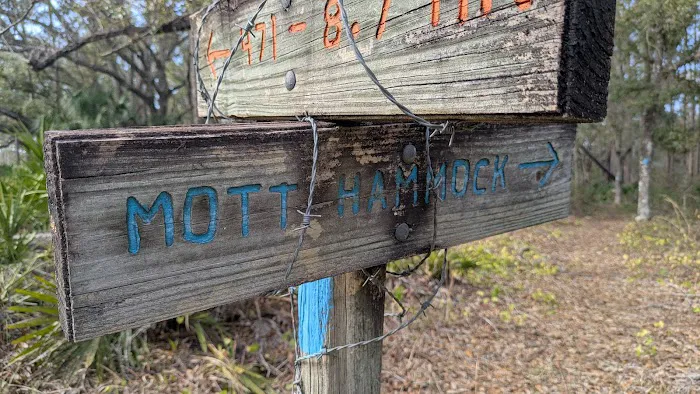 ← 471 – 8.7
MOTT HAMMOCK →